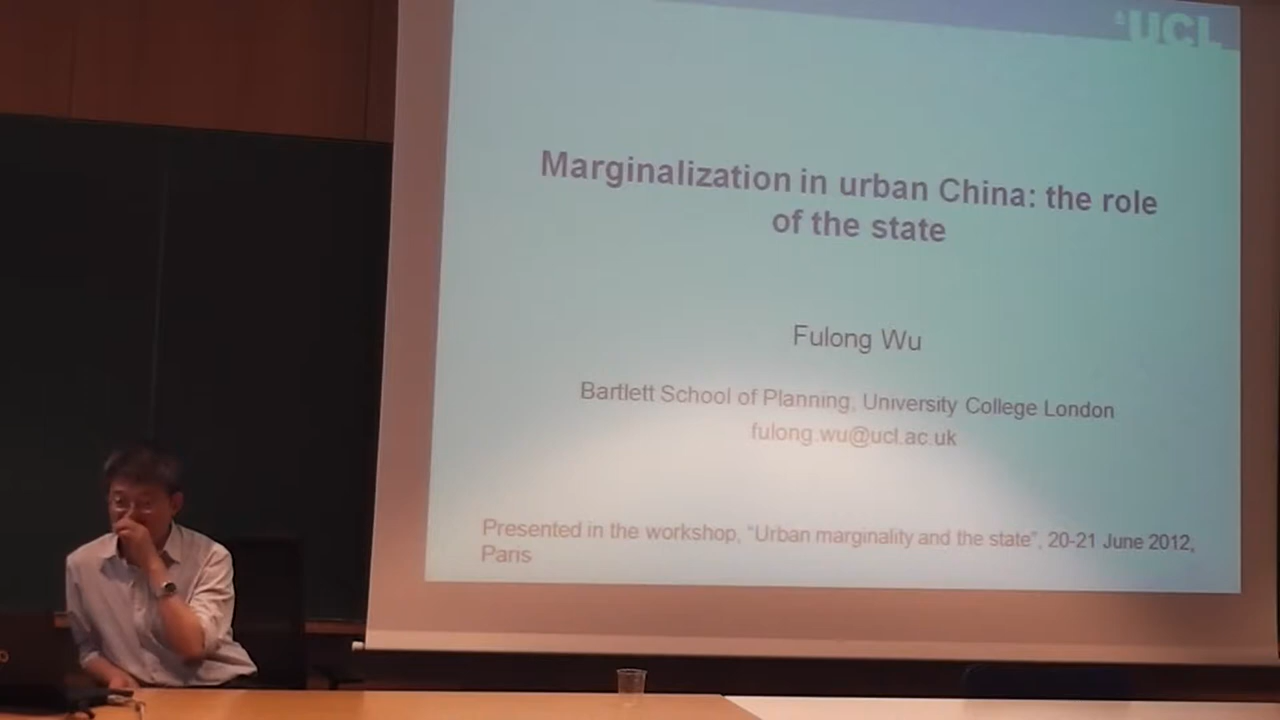 UCL
Marginalization in urban China: the role
of the state
Fulong Wu
Bartlett School of Planning, University College London
fulong.wu@ucl.ac.uk
Presented in the workshop, “Urban marginality and the state”, 20-21 June 2012,
Paris